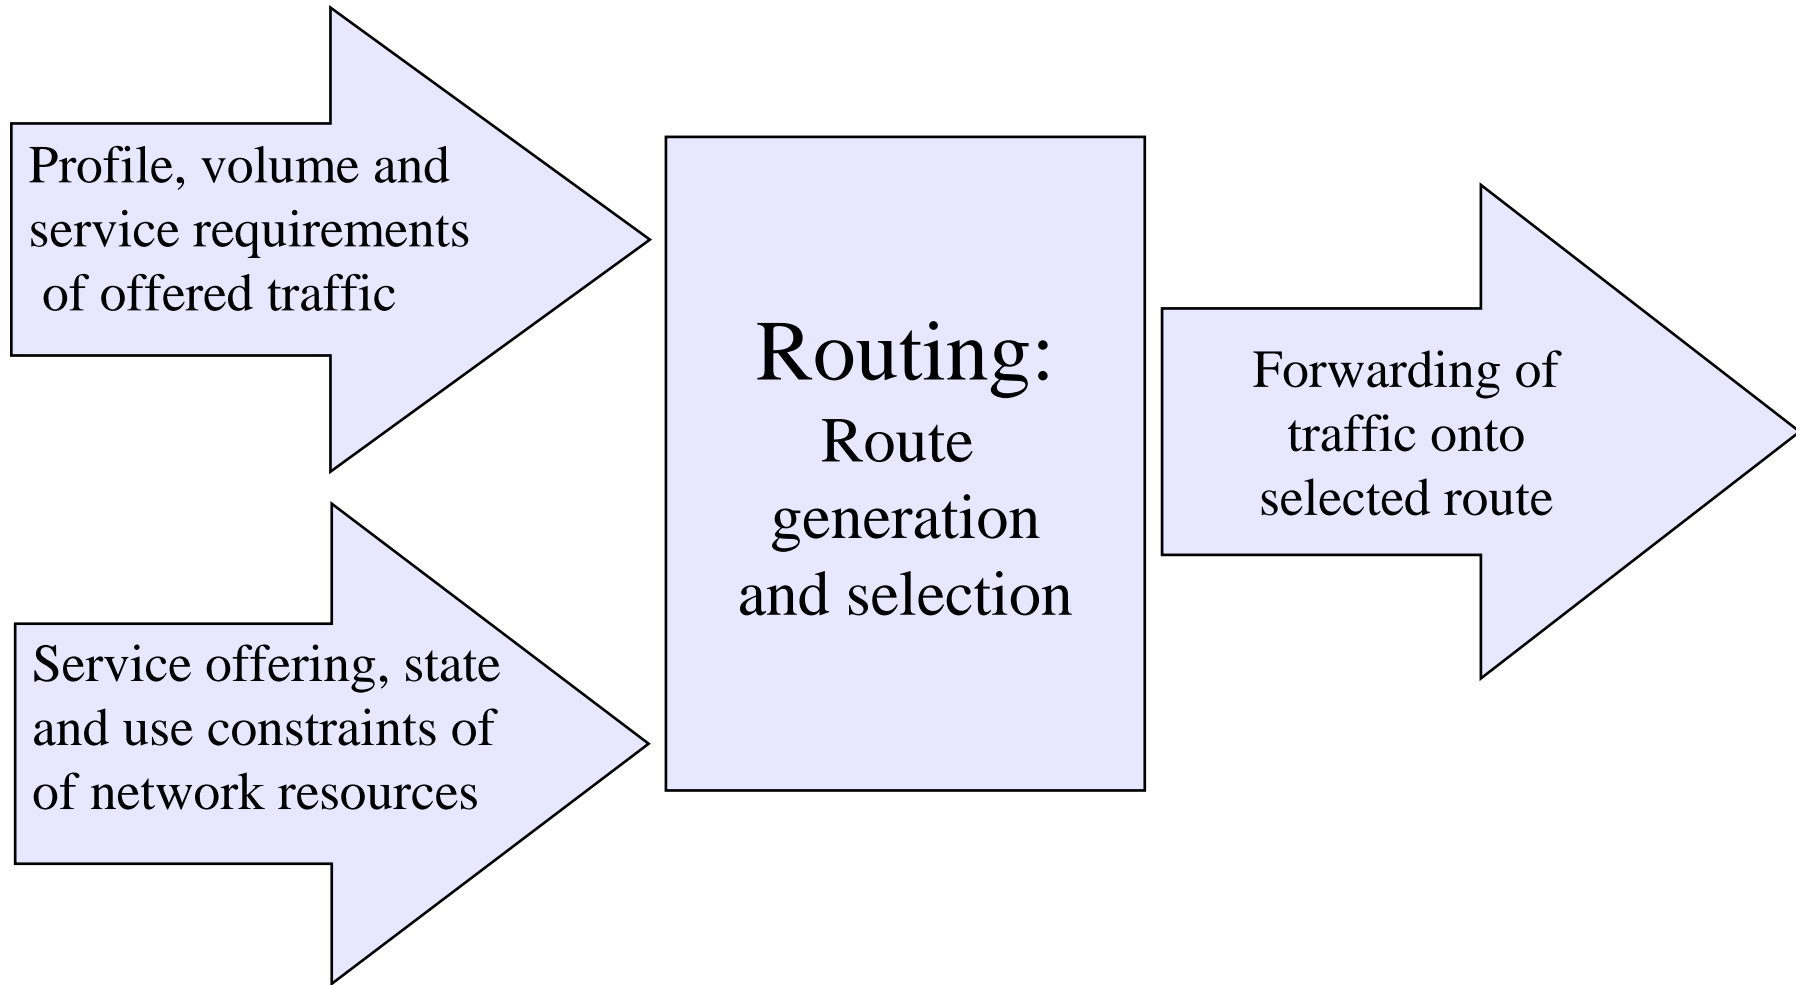 Profile, volume and
service requirements
of offered traffic
Service offering, state
and use constraints of
of network resources
Routing:
Route
generation
and selection
Forwarding of
traffic onto
selected route